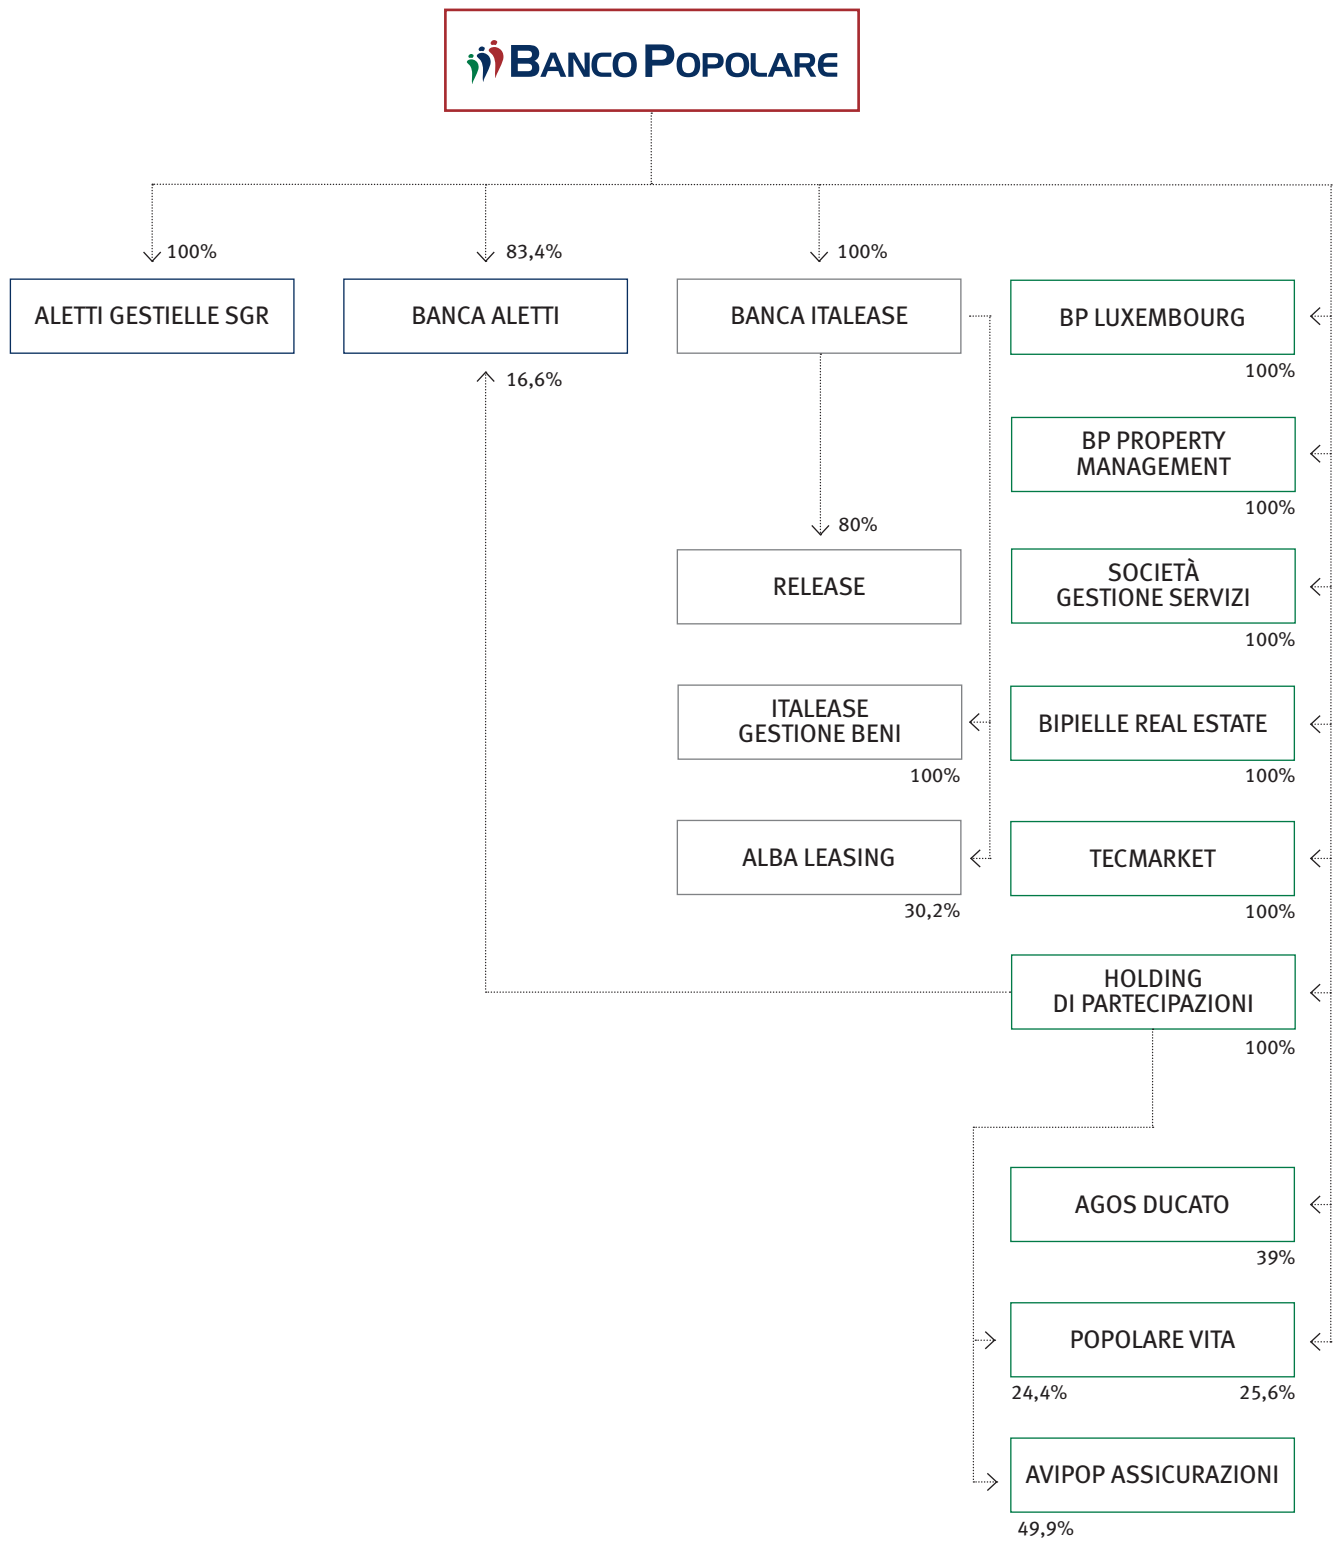 BANCO POPOLARE
100%
83,4%
100%
ALETTI GESTIELLE SGR
BANCA ALETTI
BANCA ITALEASE
BP LUXEMBOURG
100%
16,6%
BP PROPERTY
MANAGEMENT
100%
80%
RELEASE
SOCIETÀ
GESTIONE SERVIZI
100%
ITALEASE
GESTIONE BENI
100%
BIPIELLE REAL ESTATE
100%
ALBA LEASING
30,2%
TECMARKET
100%
HOLDING
DI PARTECIPAZIONI
100%
AGOS DUCATO
39%
POPOLARE VITA
24,4%
25,6%
AVIPOP ASSICURAZIONI
49,9%